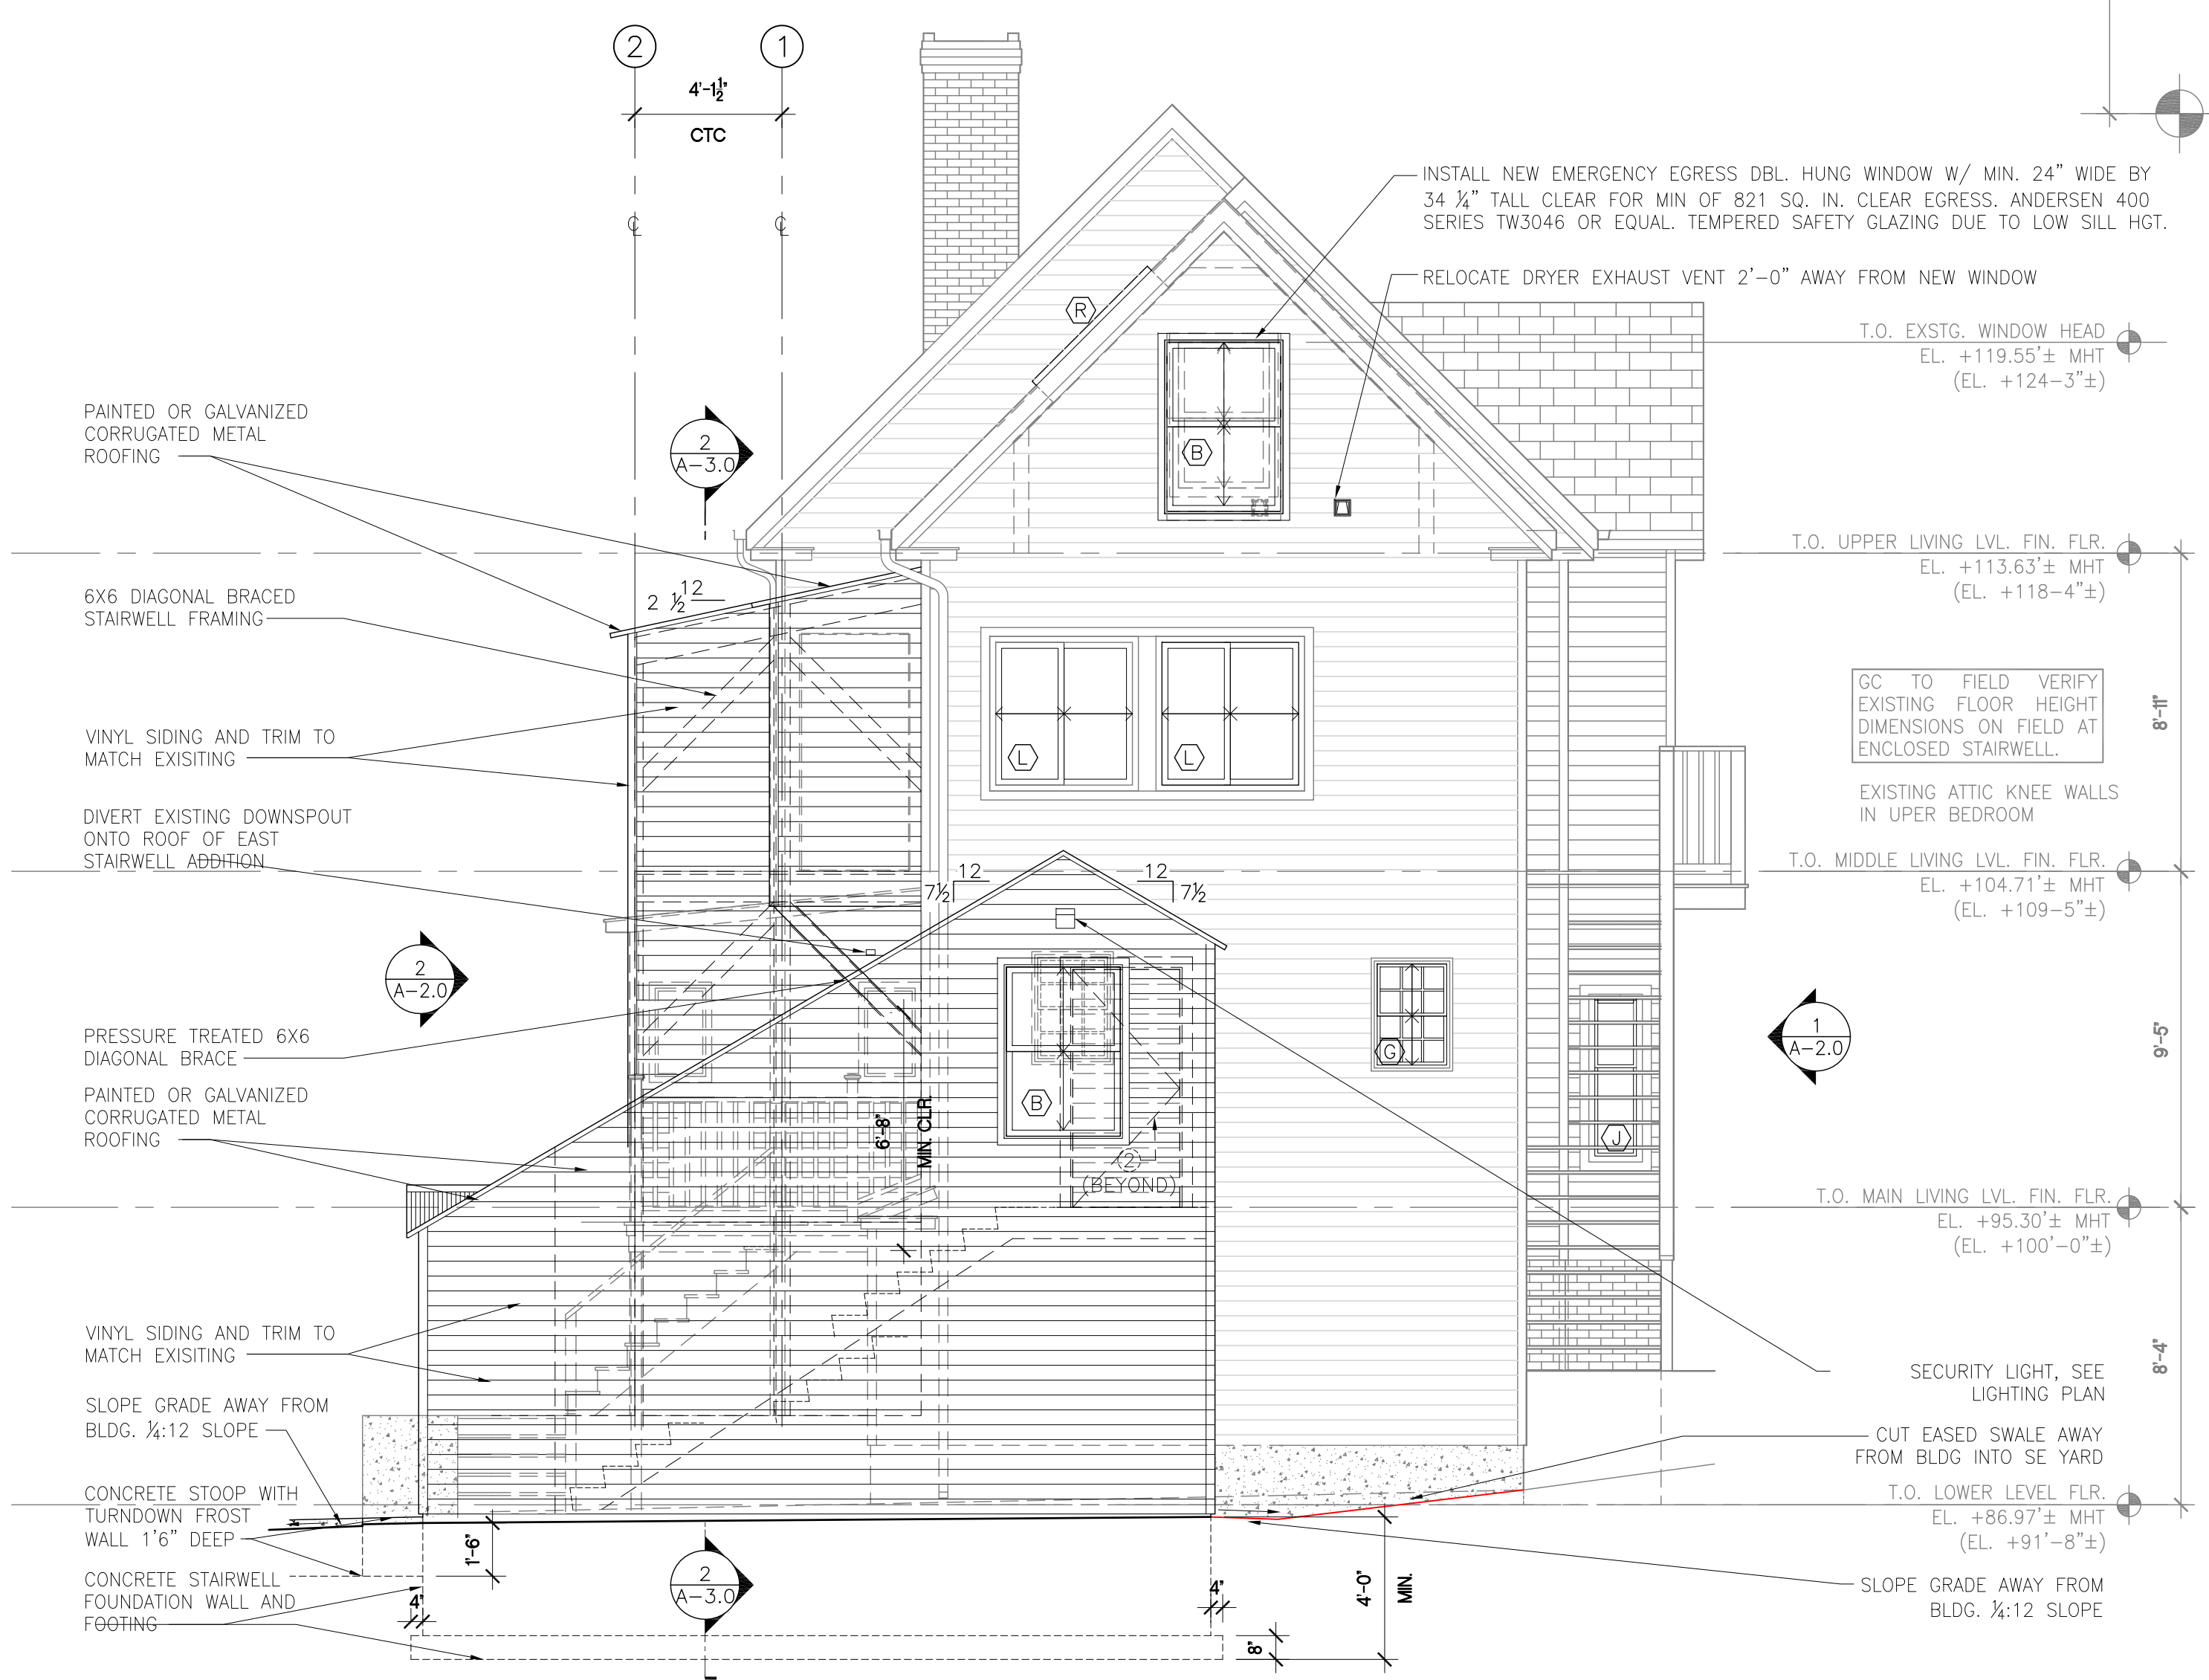 2
1
4'-1½"
CTC
℄
℄
INSTALL NEW EMERGENCY EGRESS DBL. HUNG WINDOW W/ MIN. 24" WIDE BY
34 ¼" TALL CLEAR FOR MIN OF 821 SQ. IN. CLEAR EGRESS. ANDERSEN 400
SERIES TW3046 OR EQUAL. TEMPERED SAFETY GLAZING DUE TO LOW SILL HGT.
RELOCATE DRYER EXHAUST VENT 2'-0" AWAY FROM NEW WINDOW
R
T.O. EXSTG. WINDOW HEAD
EL. +119.55'± MHT
(EL. +124-3"±)
PAINTED OR GALVANIZED
CORRUGATED METAL
ROOFING
2
A-3.0
B
T.O. UPPER LIVING LVL. FIN. FLR.
EL. +113.63'± MHT
(EL. +118-4"±)
6X6 DIAGONAL BRACED
STAIRWELL FRAMING
12
2 ½
GC TO FIELD VERIFY
EXISTING FLOOR HEIGHT
DIMENSIONS ON FIELD AT
ENCLOSED STAIRWELL.
8'-11"
VINYL SIDING AND TRIM TO
MATCH EXISITING
L
L
EXISTING ATTIC KNEE WALLS
IN UPER BEDROOM
DIVERT EXISTING DOWNSPOUT
ONTO ROOF OF EAST
STAIRWELL ADDITION
T.O. MIDDLE LIVING LVL. FIN. FLR.
EL. +104.71'± MHT
(EL. +109-5"±)
12
7½
12
7½
2
A-2.0
1
A-2.0
9'-5"
PRESSURE TREATED 6X6
DIAGONAL BRACE
G
B
J
PAINTED OR GALVANIZED
CORRUGATED METAL
ROOFING
6'-8"
MIN. CLR.
2
(BEYOND)
T.O. MAIN LIVING LVL. FIN. FLR.
EL. +95.30'± MHT
(EL. +100'-0"±)
VINYL SIDING AND TRIM TO
MATCH EXISITING
8'-4"
SECURITY LIGHT, SEE
LIGHTING PLAN
SLOPE GRADE AWAY FROM
BLDG. ¼:12 SLOPE
CUT EASED SWALE AWAY
FROM BLDG INTO SE YARD
CONCRETE STOOP WITH
TURNDOWN FROST
WALL 1'6" DEEP
T.O. LOWER LEVEL FLR.
EL. +86.97'± MHT
(EL. +91'-8"±)
1'-6"
CONCRETE STAIRWELL
FOUNDATION WALL AND
FOOTING
4"
2
A-3.0
4"
8"
4'-0"
MIN.
SLOPE GRADE AWAY FROM
BLDG. ¼:12 SLOPE